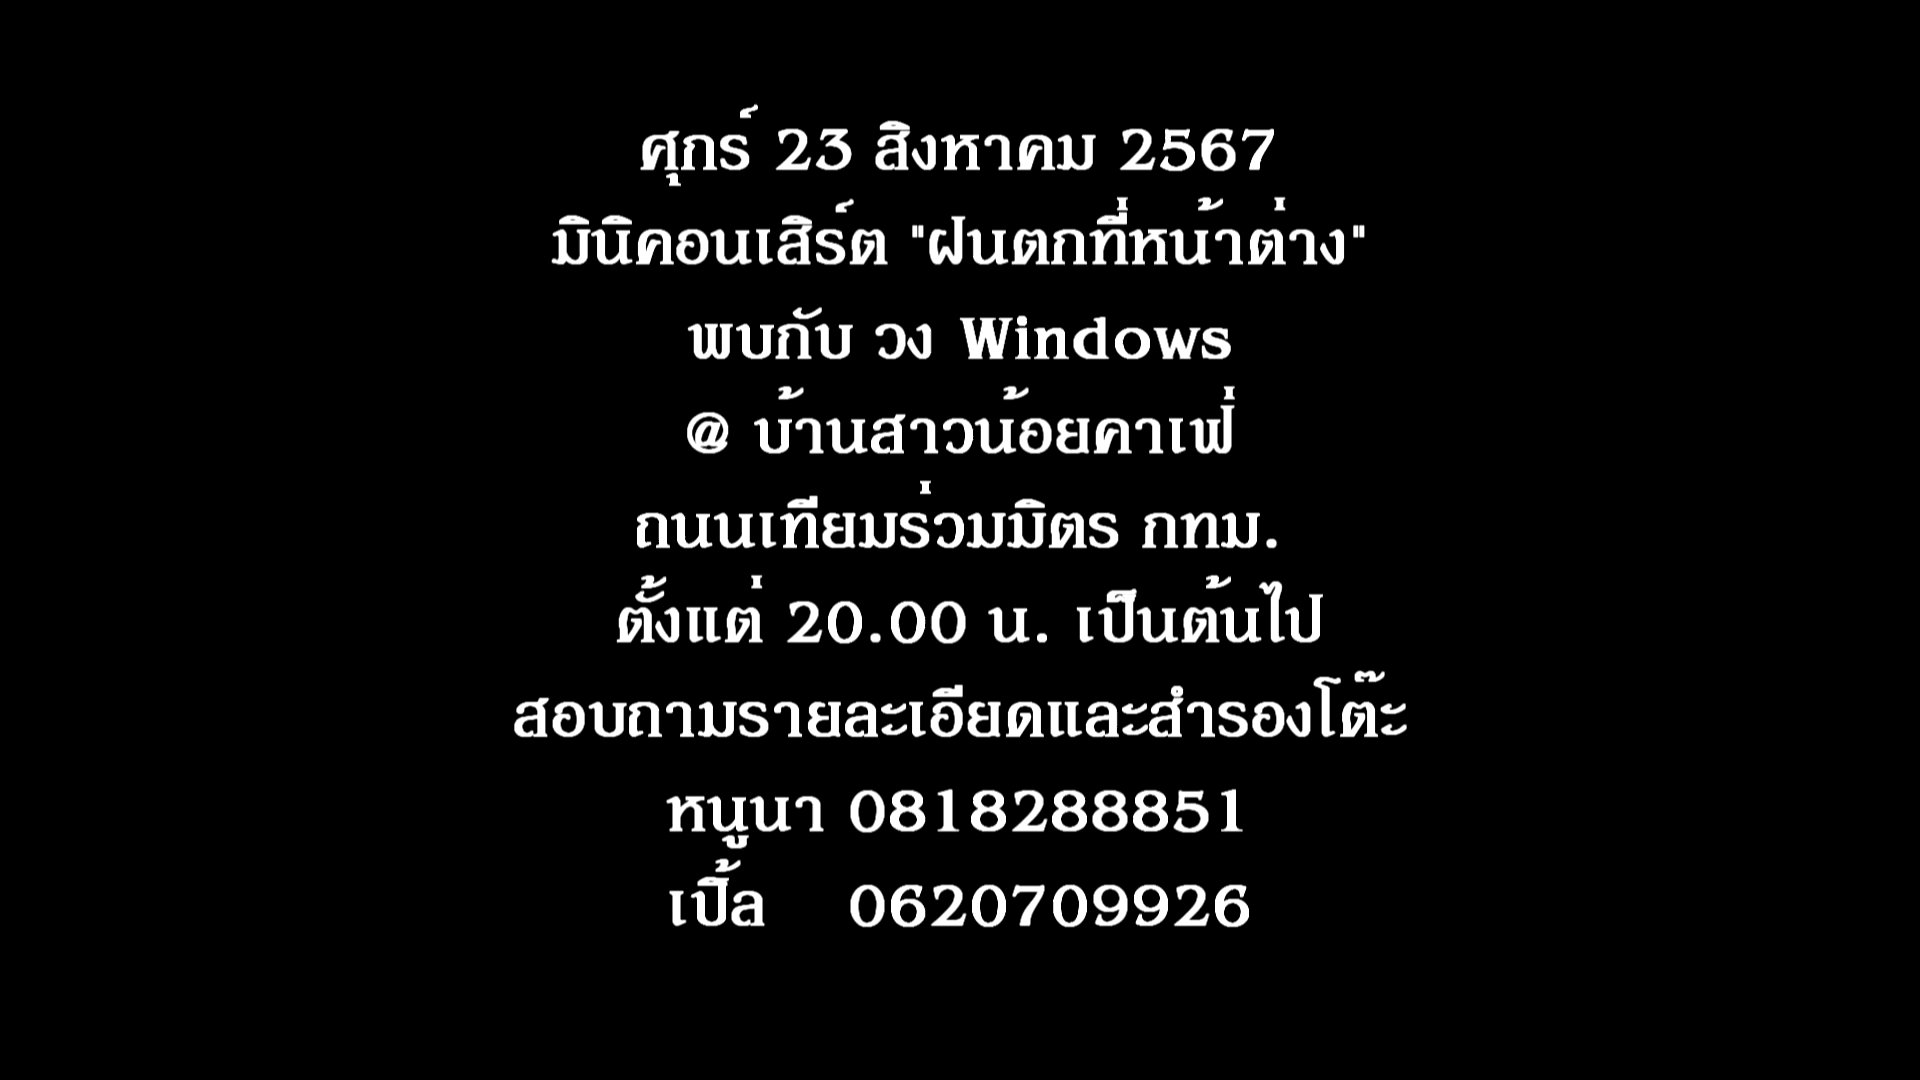 ศุกร์ 23 สิงหาคม 2567
มินิคอนเสิร์ต "ฝนตกที่หน้าต่าง"
พบกับ วง Windows
@ บ้านสาวน้อยคาเฟ่
ถนนเทียมร่วมมิตร กทม.
ตั้งแต่ 20.00 น. เป็นต้นไป
สอบถามรายละเอียดและสำรองโต๊ะ
หนูนา 0818288851
เปิ้ล 0620709926